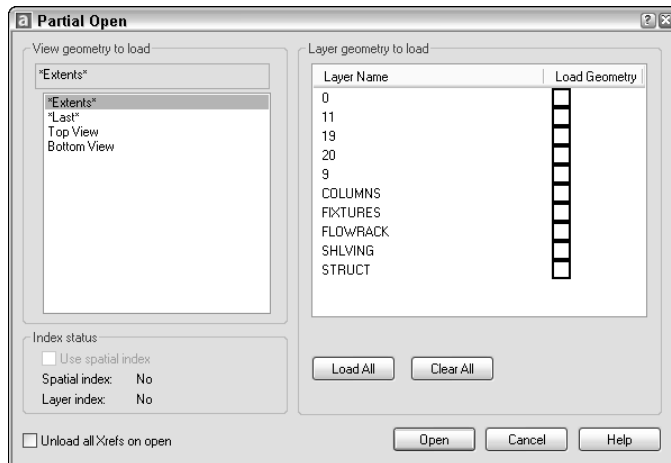 a Partial Open
View geometry to load
*Extents*
*Extents*
*Last*
Top View
Bottom View
Index status
Use spatial index
Spatial index: No
Layer index: No
Unload all Xrefs on open
Layer geometry to load
Layer Name Load Geometry
0
11
19
20
9
COLUMNS
FIXTURES
FLOWRACK
SHLVING
STRUCT
Load All Clear All
Open Cancel Help